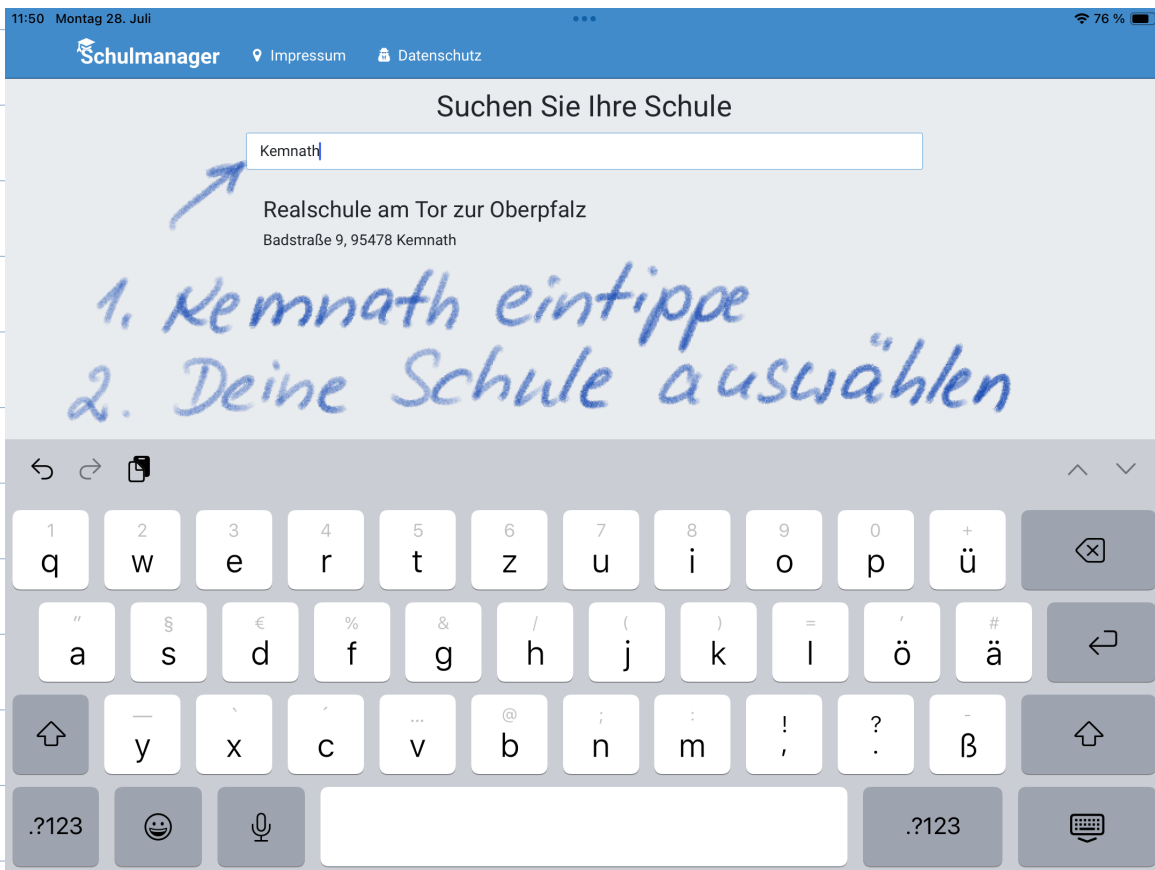 11:50 Montag 28. Juli
76 %
Schulmanager Impressum Datenschutz
Suchen Sie Ihre Schule
Kemnath
Realschule am Tor zur Oberpfalz
Badstraße 9, 95478 Kemnath
1. Kemnath eintippe
2. Deine Schule auswählen
1 2 3 4 5 6 7 8 9 0 +
q w e r t z u i o p ü
" § € % & / ( ) = ' #
a s d f g h j k l ö ä
— ` ´ ... @ ; : ! ? -
y x c v b n m , . ß
.?123 .?123